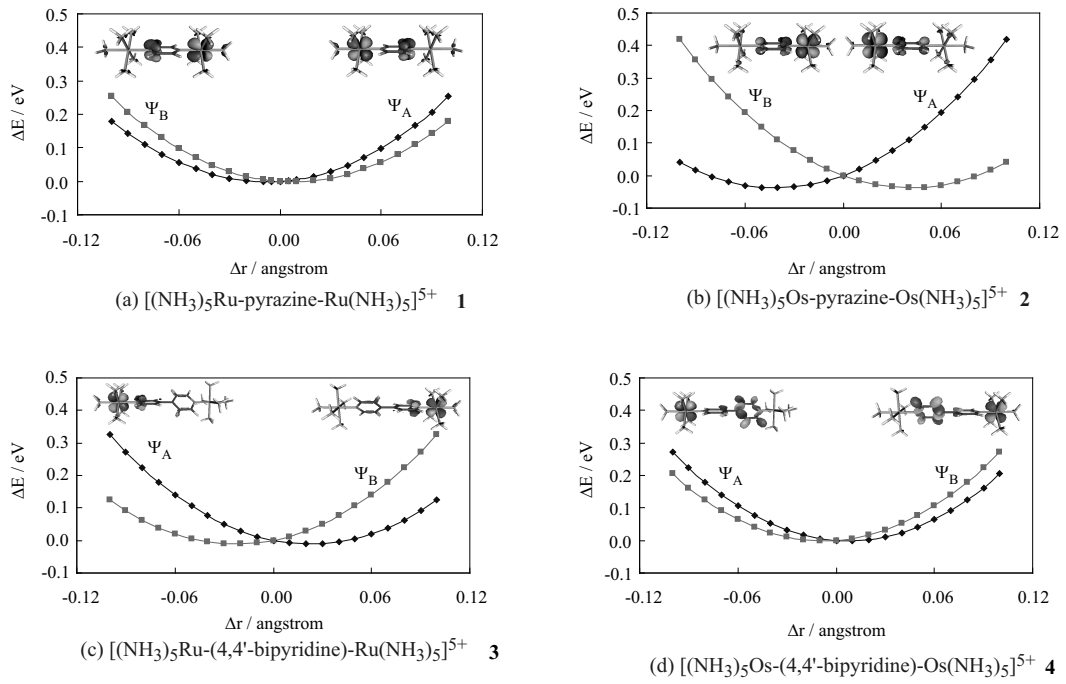 0.5
0.4
0.3
0.2
0.1
0.0
-0.1
ΔE / eV
Ψ_B
Ψ_A
-0.12 -0.06 0.00 0.06 0.12
Δr / angstrom
(a) [(NH3)5Ru-pyrazine-Ru(NH3)5]5+ 1
0.5
0.4
0.3
0.2
0.1
0.0
-0.1
ΔE / eV
Ψ_B
Ψ_A
-0.12 -0.06 0.00 0.06 0.12
Δr / angstrom
(b) [(NH3)5Os-pyrazine-Os(NH3)5]5+ 2
0.5
0.4
0.3
0.2
0.1
0.0
-0.1
ΔE / eV
Ψ_A
Ψ_B
-0.12 -0.06 0.00 0.06 0.12
Δr / angstrom
(c) [(NH3)5Ru-(4,4'-bipyridine)-Ru(NH3)5]5+ 3
0.5
0.4
0.3
0.2
0.1
0.0
-0.1
ΔE / eV
Ψ_A
Ψ_B
-0.12 -0.06 0.00 0.06 0.12
Δr / angstrom
(d) [(NH3)5Os-(4,4'-bipyridine)-Os(NH3)5]5+ 4